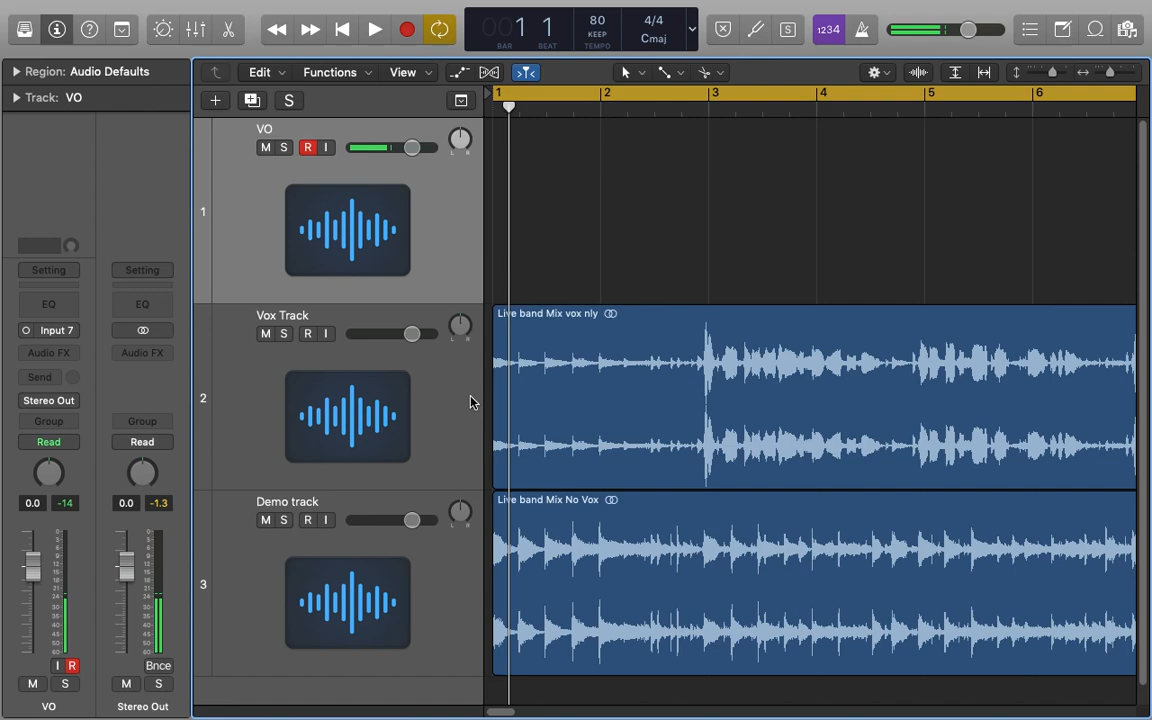 1 1
BAR BEAT
80
KEEP
TEMPO
4/4
Cmaj
S
1234
Region: Audio Defaults
Track: VO
Edit Functions View
S
1 2 3 4 5 6
1
VO
M S R I
L R
2
Vox Track
M S R I
L R
Live band Mix vox nly
3
Demo track
M S R I
L R
Live band Mix No Vox
Setting Setting
EQ EQ
Input 7
Audio FX Audio FX
Send
Stereo Out
Group Group
Read Read
0.0 -14 0.0 -1.3
I R Bnce
M S M S
VO Stereo Out